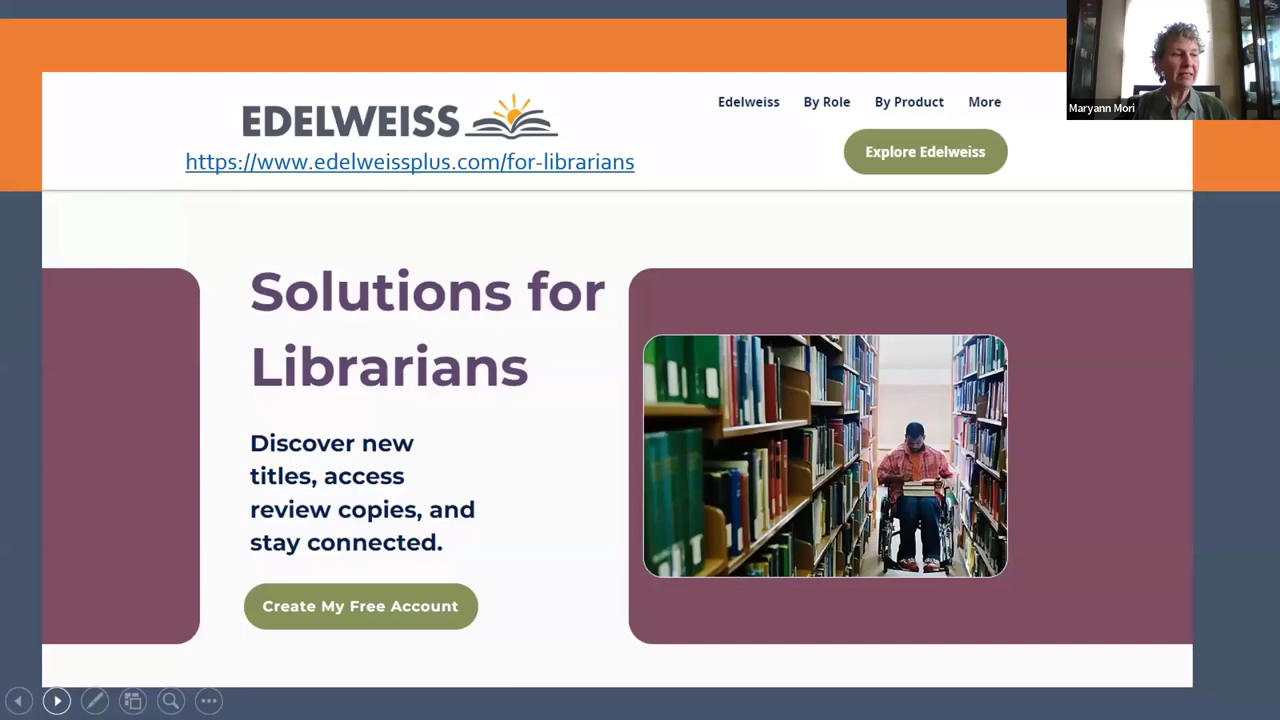 EDELWEISS
https://www.edelweissplus.com/for-librarians
Edelweiss By Role By Product More
Maryann Mori
Explore Edelweiss
Solutions for
Librarians
Discover new
titles, access
review copies, and
stay connected.
Create My Free Account